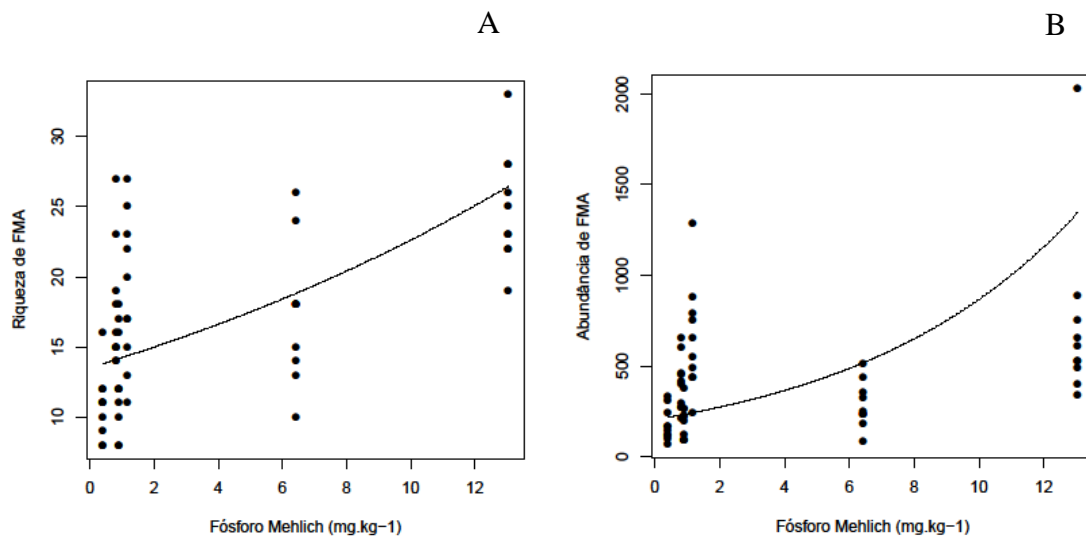 A
B
Riqueza de FMA
30
25
20
15
10
0 2 4 6 8 10 12
Fósforo Mehlich (mg.kg−1)
Abundância de FMA
2000
1500
1000
500
0
0 2 4 6 8 10 12
Fósforo Mehlich (mg.kg−1)